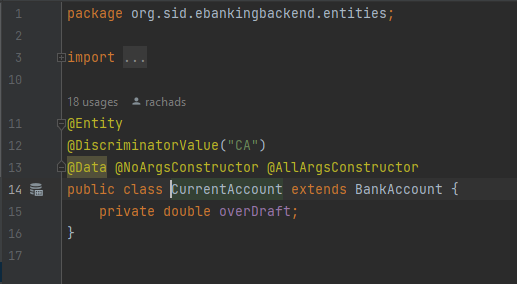 1 package org.sid.ebankingbackend.entities;
2
3 import ...
10
18 usages rachads
11 @Entity
12 @DiscriminatorValue("CA")
13 @Data @NoArgsConstructor @AllArgsConstructor
14 public class CurrentAccount extends BankAccount {
15 private double overDraft;
16 }
17